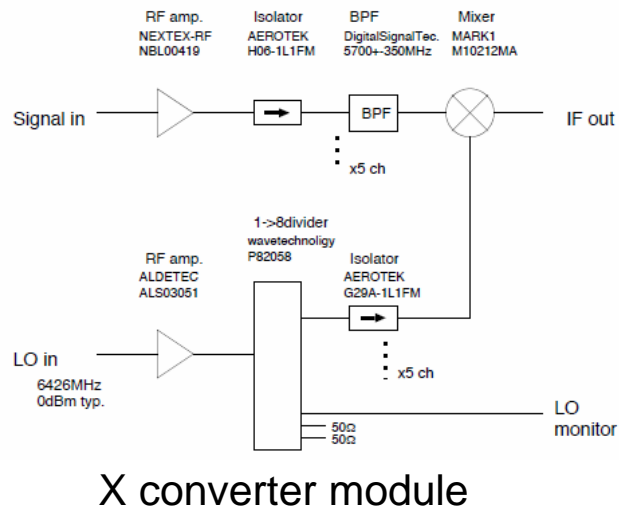 RF amp.
NEXTEX-RF
NBL00419
Isolator
AEROTEK
H06-1L1FM
BPF
DigitalSignalTec.
5700+-350MHz
Mixer
MARK1
M10212MA
Signal in
BPF
IF out
x5 ch
1->8divider
wavetechnoligy
P82058
RF amp.
ALDETEC
ALS03051
Isolator
AEROTEK
G29A-1L1FM
LO in
6426MHz
0dBm typ.
x5 ch
LO
monitor
50Ω
50Ω
X converter module